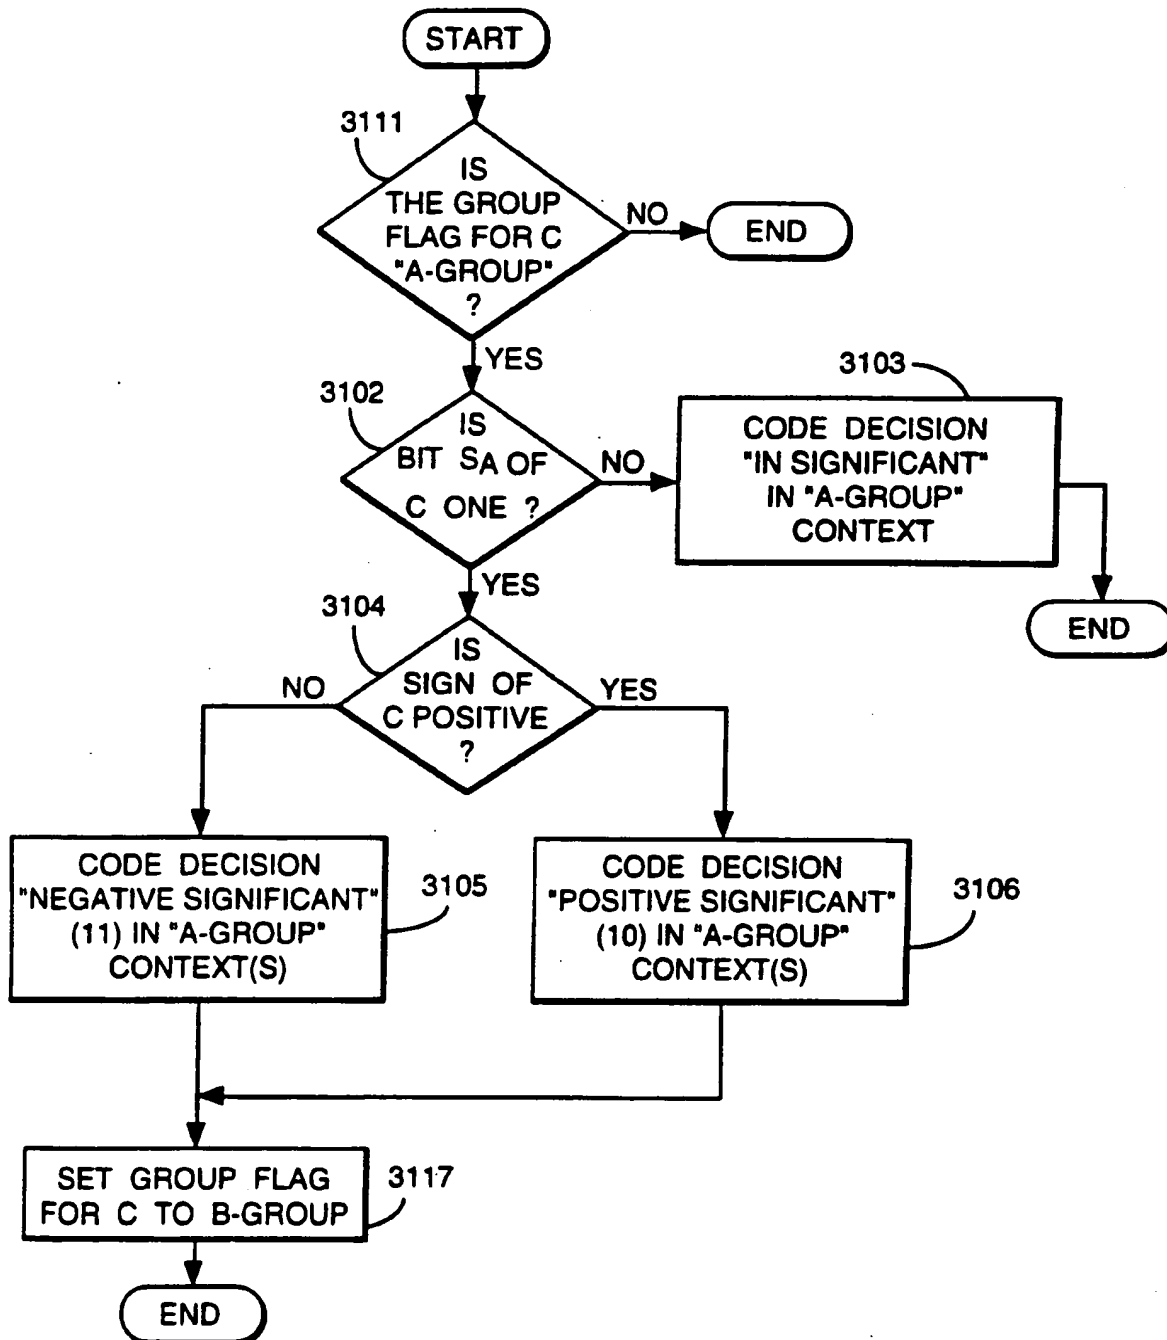 START
3111
IS
THE GROUP
FLAG FOR C
"A-GROUP"
?
NO
END
YES
3102
IS
BIT SA OF
C ONE ?
NO
3103
CODE DECISION
"IN SIGNIFICANT"
IN "A-GROUP"
CONTEXT
END
YES
3104
IS
SIGN OF
C POSITIVE
?
NO
YES
CODE DECISION
"NEGATIVE SIGNIFICANT"
(11) IN "A-GROUP"
CONTEXT(S)
3105
CODE DECISION
"POSITIVE SIGNIFICANT"
(10) IN "A-GROUP"
CONTEXT(S)
3106
SET GROUP FLAG
FOR C TO B-GROUP
3117
END